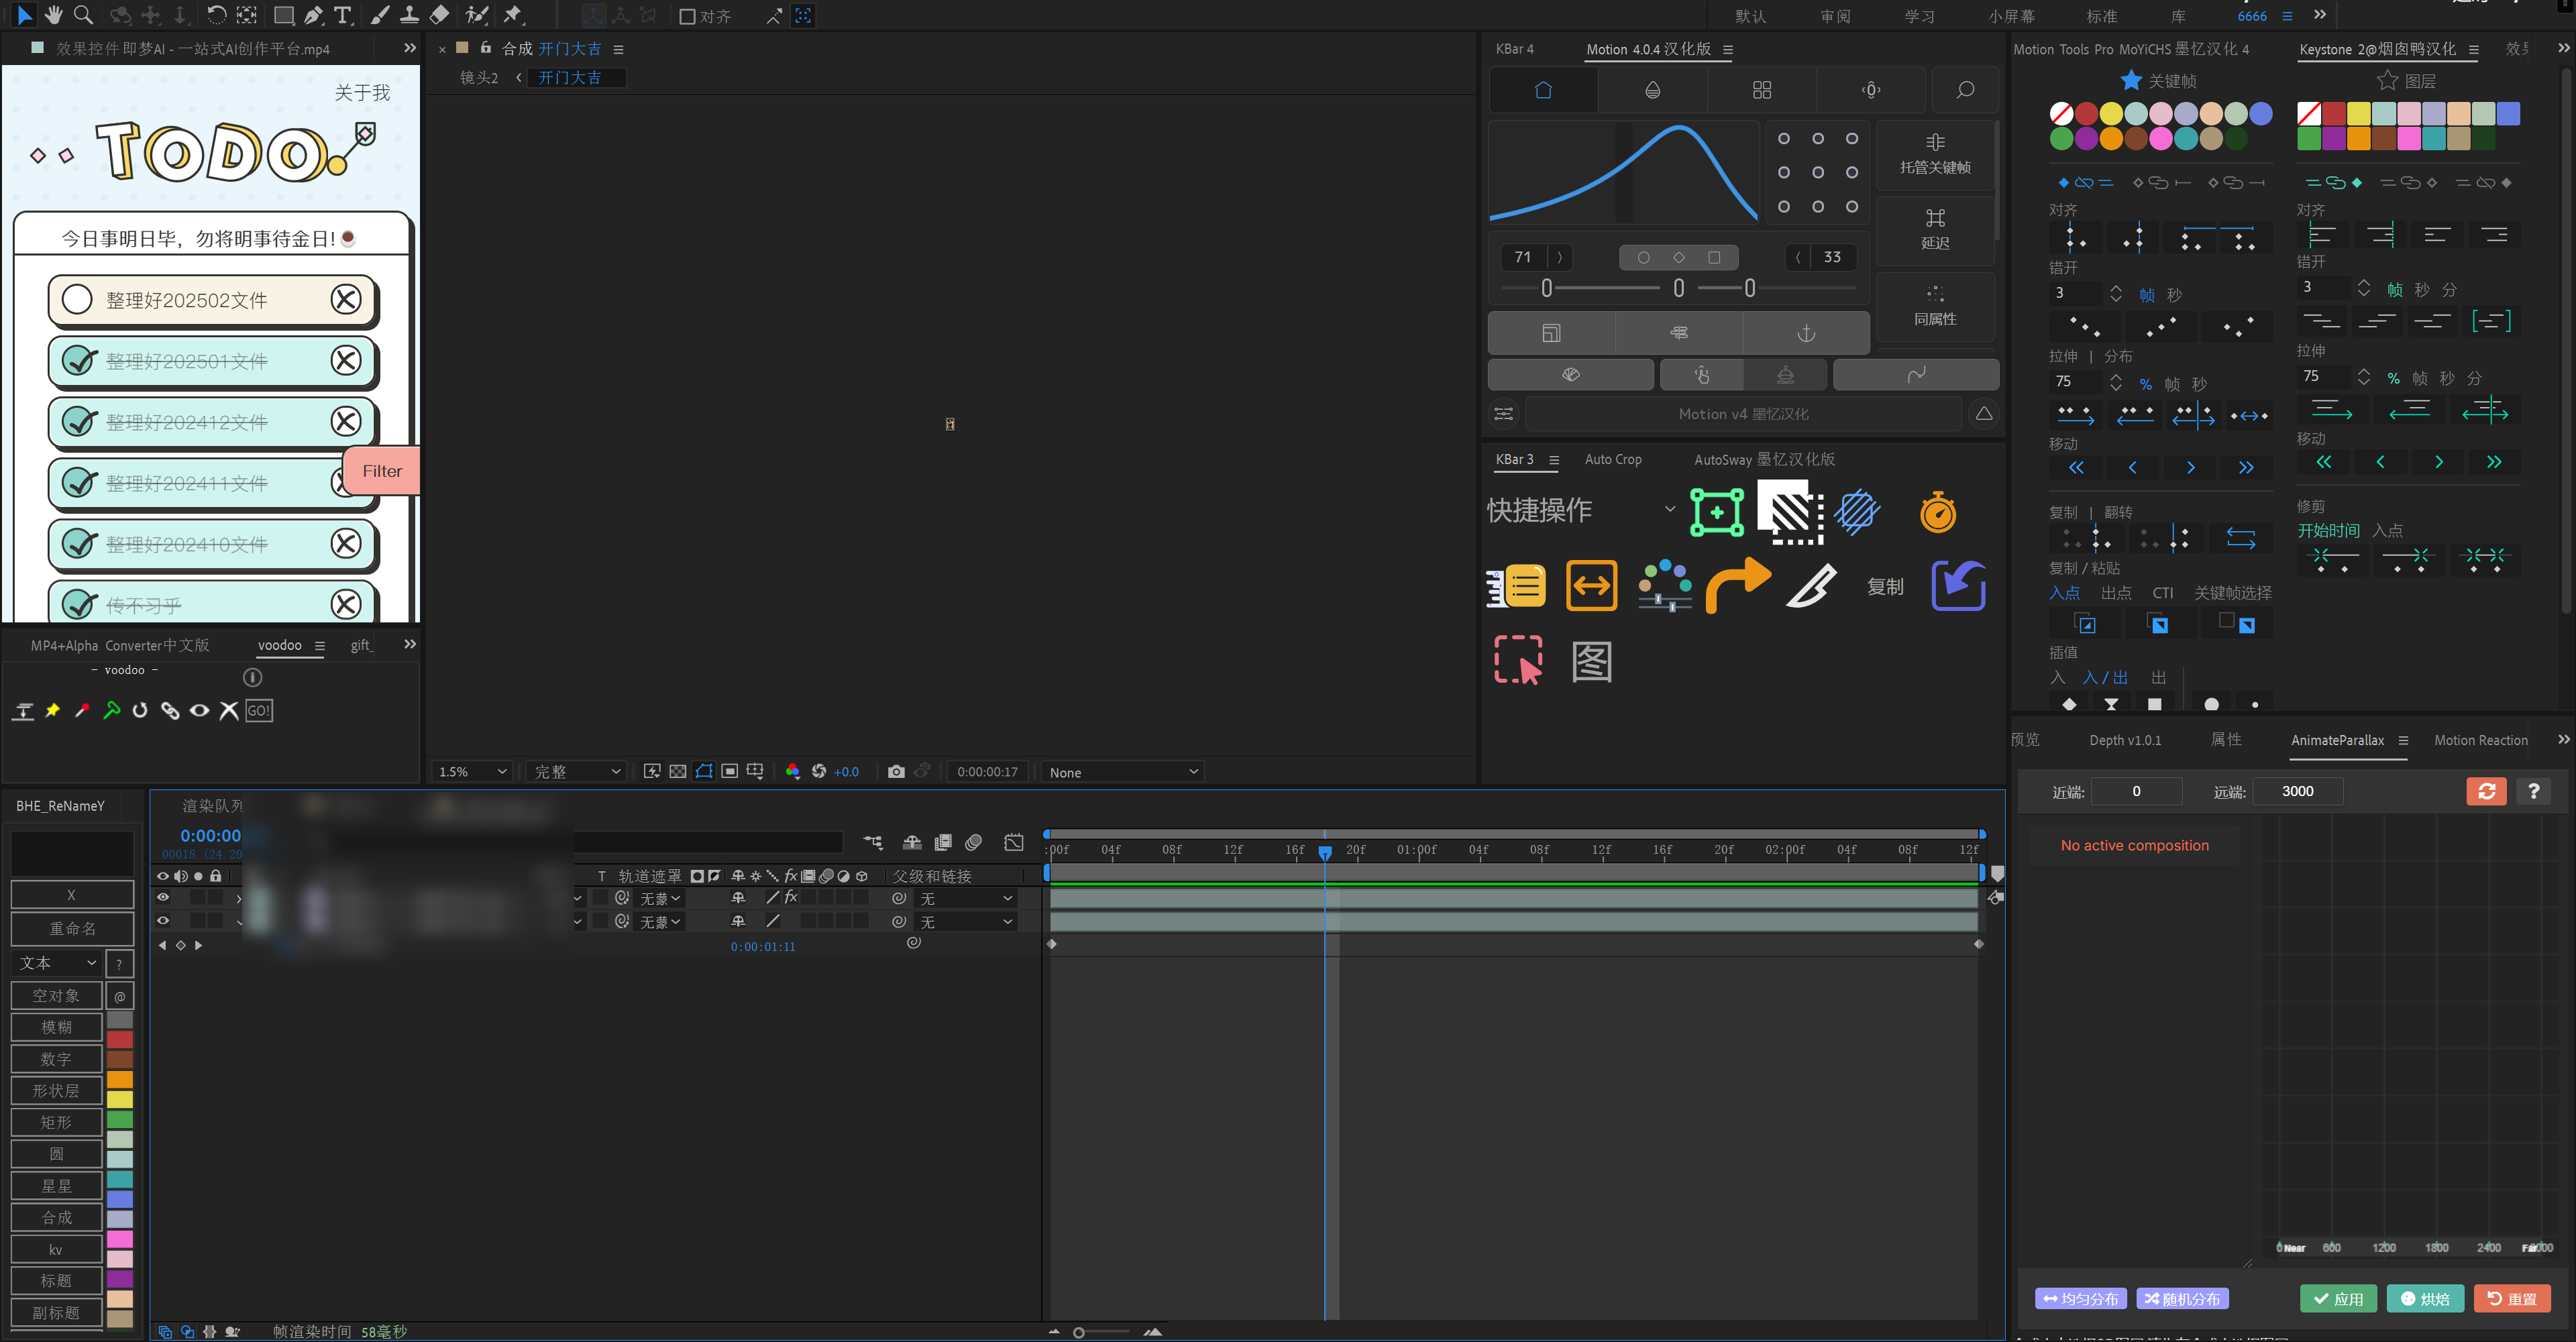 对齐
默认 审阅 学习 小屏幕 标准 库 6666
效果控件 即梦AI - 一站式AI创作平台.mp4
关于我
TODO
今日事明日毕，勿将明事待金日!
整理好202502文件
整理好202501文件
整理好202412文件
整理好202411文件
Filter
整理好202410文件
传不习乎
MP4+Alpha Converter中文版 voodoo gift_
- voodoo -
GO!
合成 开门大吉
镜头2 开门大吉
1.5% 完整 +0.0 0:00:00:17 None
KBar 4 Motion 4.0.4 汉化版
托管关键帧
延迟
71 33
同属性
Motion v4 墨忆汉化
KBar 3 Auto Crop AutoSway 墨忆汉化版
快捷操作
复制
图
Motion Tools Pro MoYiCHS 墨忆汉化 4 Keystone 2@烟囱鸭汉化
关键帧
对齐
错开
3 帧 秒
拉伸 | 分布
75 % 帧 秒
移动
复制 | 翻转
复制 / 粘贴
入点 出点 CTI 关键帧选择
插值
入 入 / 出 出
图层
对齐
错开
3 帧 秒 分
拉伸
75 % 帧 秒 分
移动
修剪
开始时间 入点
预览 Depth v1.0.1 属性 AnimateParallax Motion Reaction
近端: 0 远端: 3000 ?
No active composition
0 Near 600 1200 1800 2400
均匀分布 随机分布 应用 烘焙 重置
BHE_ReNameY
X
重命名
文本 ?
空对象 @
模糊
数字
形状层
矩形
圆
星星
合成
kv
标题
副标题
渲染队列
0:00:00
00018 (24.20
:00f 04f 08f 12f 16f 20f 01:00f 04f 08f 12f 16f 20f 02:00f 04f 08f 12f
T 轨道遮罩 fx 父级和链接
无蒙 fx 无
无蒙 无
0:00:01:11
帧渲染时间 58毫秒